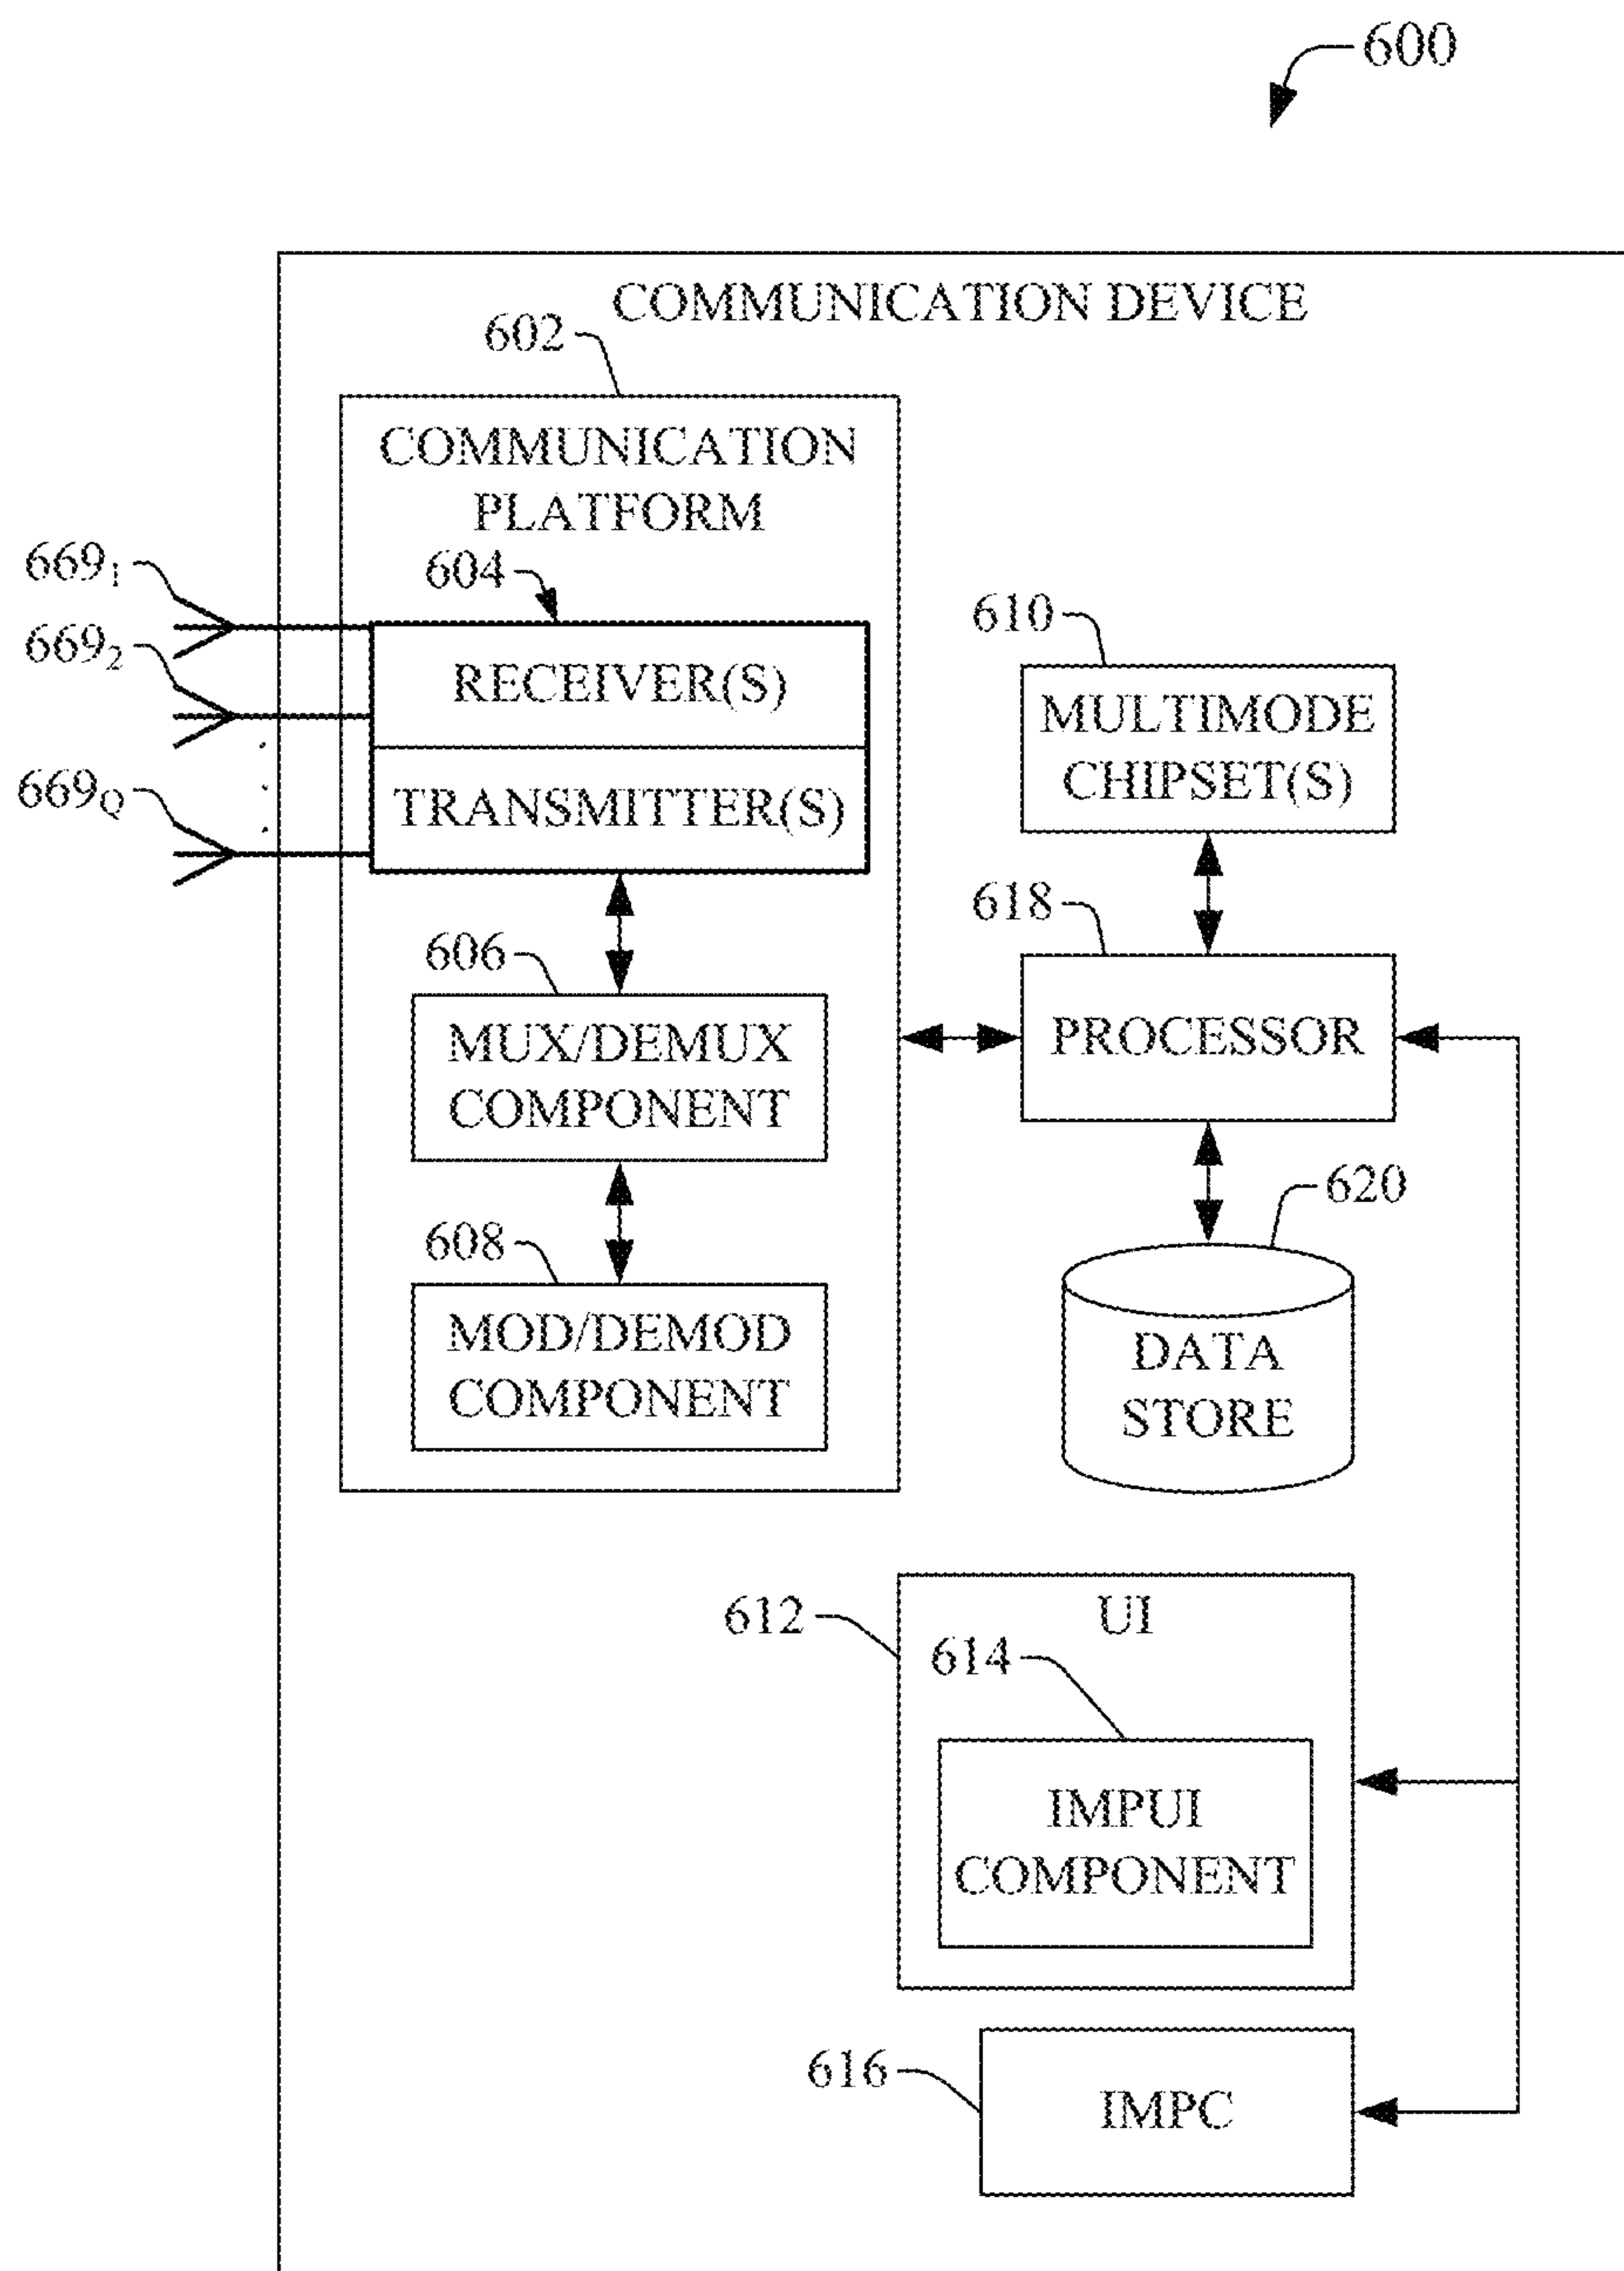 600
COMMUNICATION DEVICE
602
COMMUNICATION
PLATFORM
604
669₁
669₂
669Q
RECEIVER(S)
TRANSMITTER(S)
606
MUX/DEMUX
COMPONENT
608
MOD/DEMOD
COMPONENT
610
MULTIMODE
CHIPSET(S)
618
PROCESSOR
620
DATA
STORE
612
UI
614
IMPUI
COMPONENT
616
IMPC